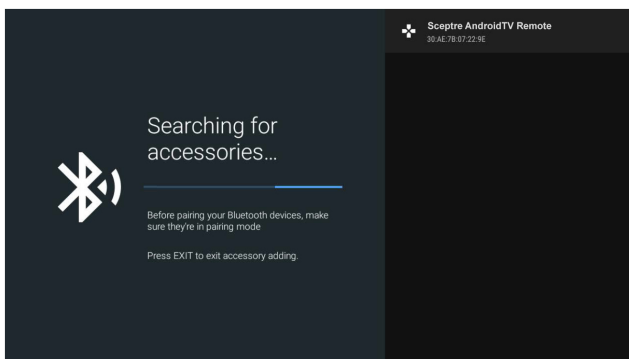 Searching for
accessories...
Before pairing your Bluetooth devices, make
sure they're in pairing mode
Press EXIT to exit accessory adding.
Sceptre AndroidTV Remote
30:AE:7B:07:22:9E